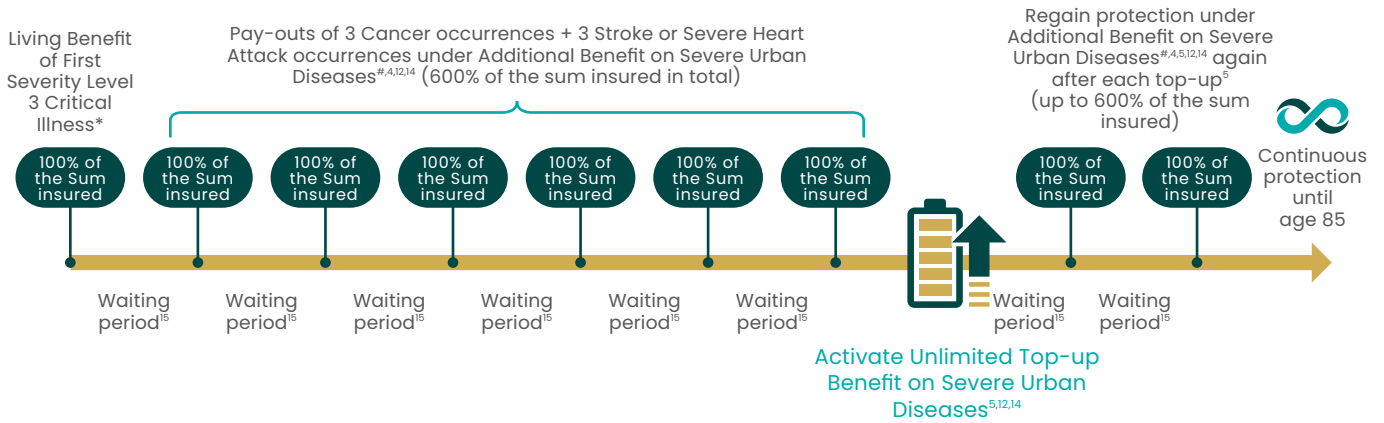 Living Benefit
of First
Severity Level
3 Critical
Illness*
Pay-outs of 3 Cancer occurrences + 3 Stroke or Severe Heart
Attack occurrences under Additional Benefit on Severe Urban
Diseases#,4,12,14 (600% of the sum insured in total)
Regain protection under
Additional Benefit on Severe
Urban Diseases#,4,5,12,14 again
after each top-up5
(up to 600% of the sum
insured)
100% of
the Sum
insured
100% of
the Sum
insured
100% of
the Sum
insured
100% of
the Sum
insured
100% of
the Sum
insured
100% of
the Sum
insured
100% of
the Sum
insured
100% of
the Sum
insured
100% of
the Sum
insured
Continuous
protection
until
age 85
Waiting
period15
Waiting
period15
Waiting
period15
Waiting
period15
Waiting
period15
Waiting
period15
Waiting
period15
Waiting
period15
Activate Unlimited Top-up
Benefit on Severe Urban
Diseases5,12,14